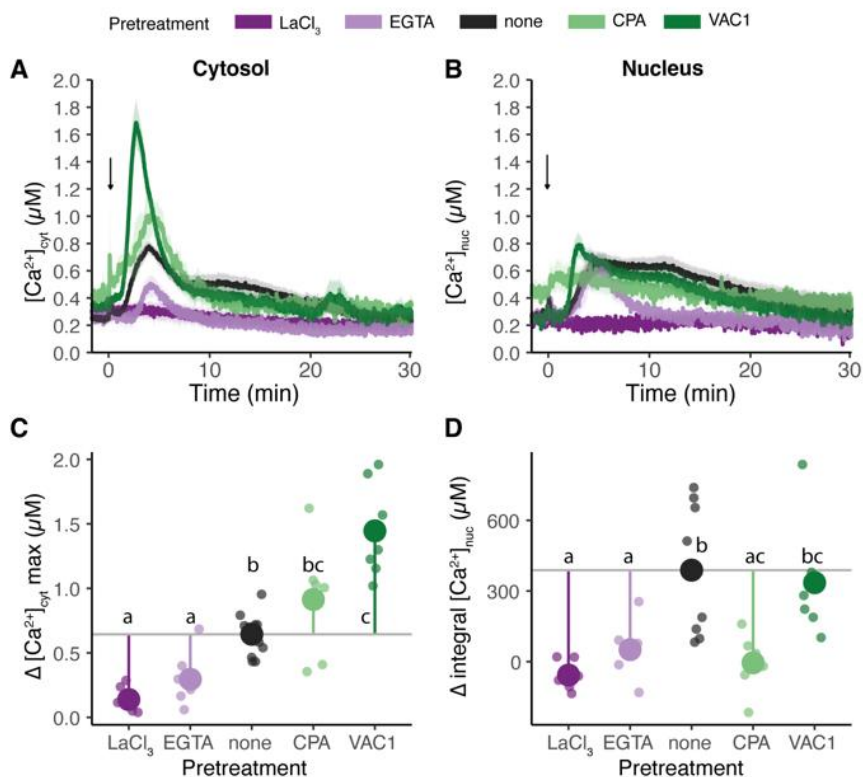 Pretreatment LaCl₃ EGTA none CPA VAC1
A Cytosol
[Ca²⁺]cyt (µM)
2.0
1.8
1.6
1.4
1.2
1.0
0.8
0.6
0.4
0.2
0.0
0 10 20 30
Time (min)
B Nucleus
[Ca²⁺]nuc (µM)
2.0
1.8
1.6
1.4
1.2
1.0
0.8
0.6
0.4
0.2
0.0
0 10 20 30
Time (min)
C
Δ [Ca²⁺]cyt max (µM)
2.0
1.5
1.0
0.5
0.0
a a b bc c
LaCl₃ EGTA none CPA VAC1
Pretreatment
D
Δ integral [Ca²⁺]nuc (µM)
600
300
0
a a b ac bc
LaCl₃ EGTA none CPA VAC1
Pretreatment